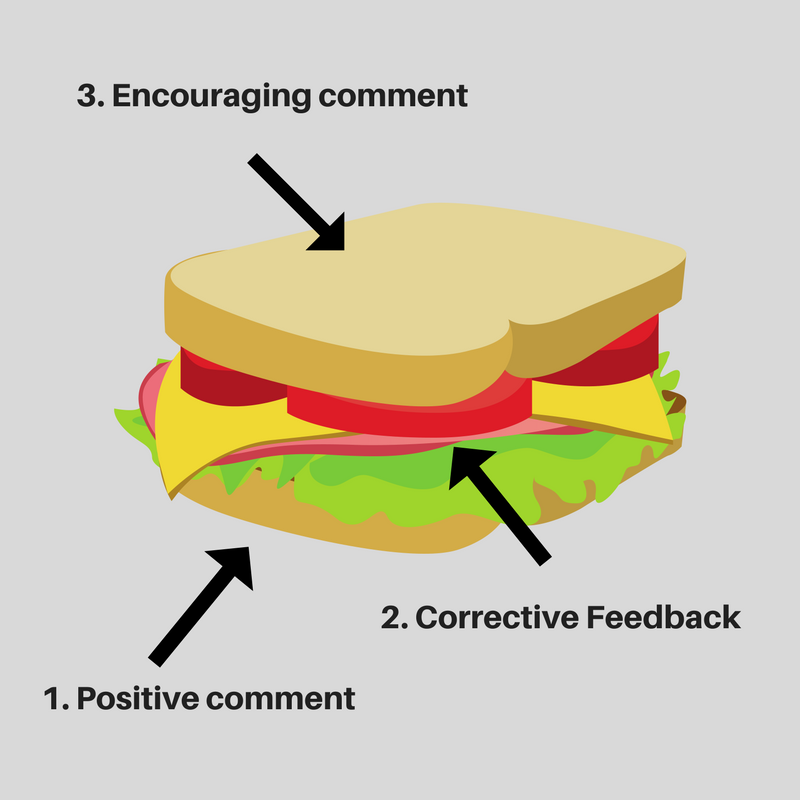 3. Encouraging comment
2. Corrective Feedback
1. Positive comment